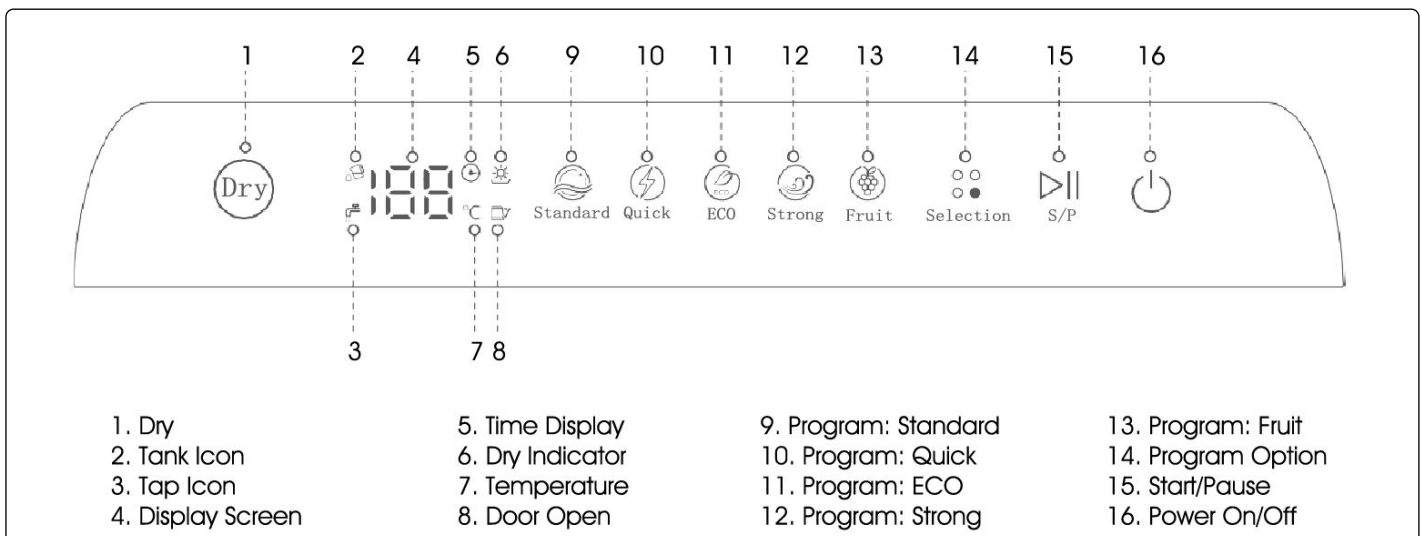 1 2 4 5 6 9 10 11 12 13 14 15 16
Dry
188
°C
ECO
Standard Quick ECO Strong Fruit Selection S/P
3 7 8
1. Dry
2. Tank Icon
3. Tap Icon
4. Display Screen
5. Time Display
6. Dry Indicator
7. Temperature
8. Door Open
9. Program: Standard
10. Program: Quick
11. Program: ECO
12. Program: Strong
13. Program: Fruit
14. Program Option
15. Start/Pause
16. Power On/Off